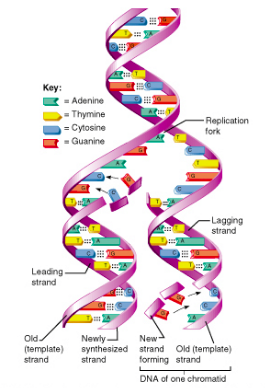 Key:
= Adenine
= Thymine
= Cytosine
= Guanine
Replication
fork
Lagging
strand
Leading
strand
Old
(template)
strand
Newly
synthesized
strand
New
strand
forming
Old (template)
strand
DNA of one chromatid